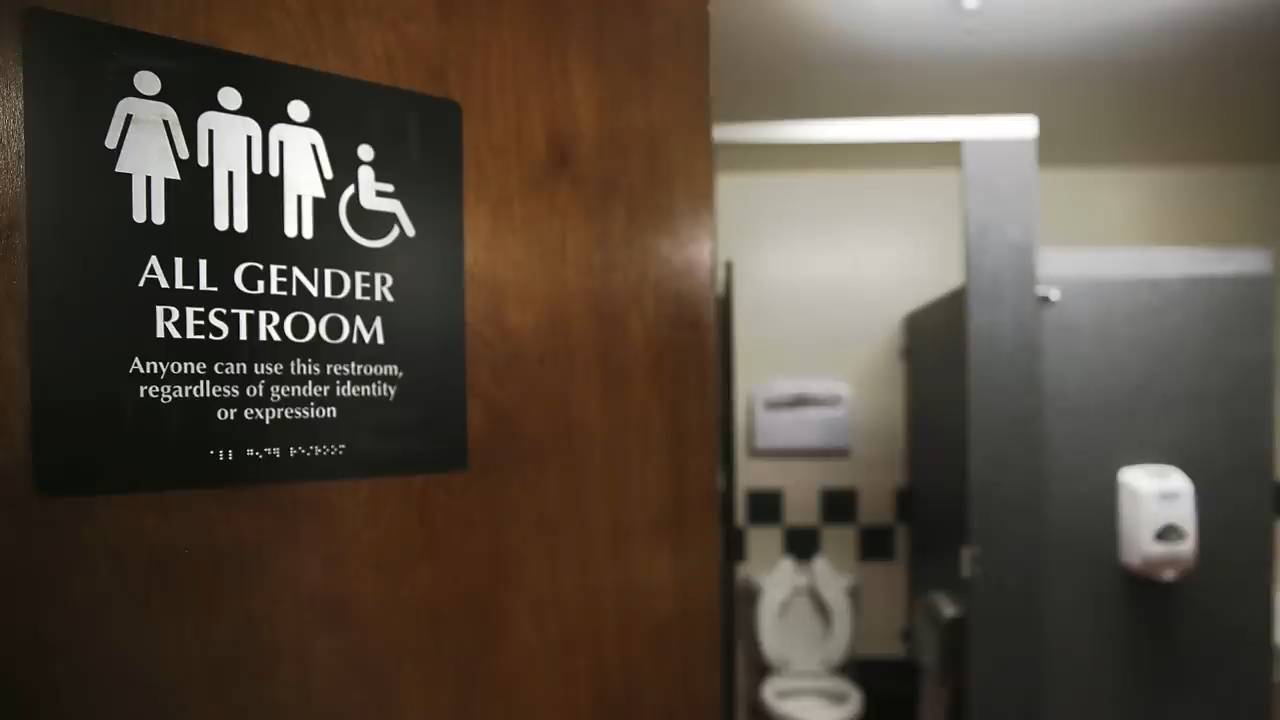 ALL GENDER
RESTROOM
Anyone can use this restroom,
regardless of gender identity
or expression